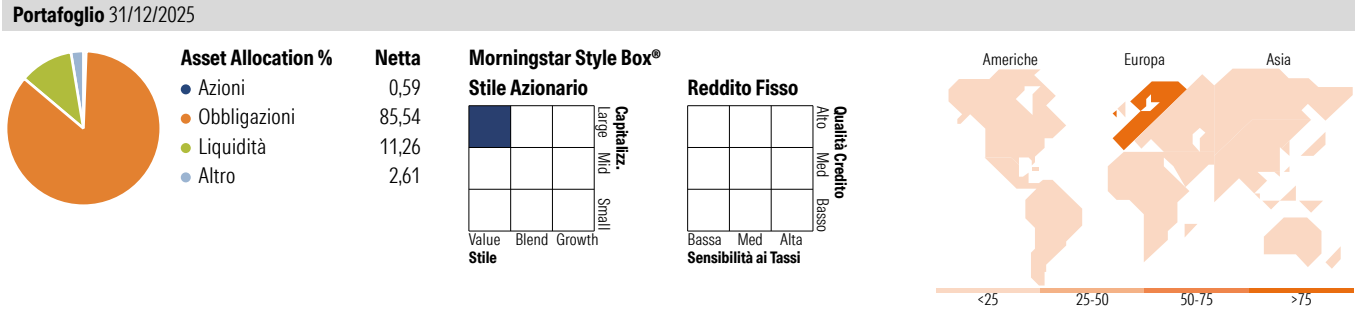 Portafoglio 31/12/2025
Asset Allocation % Netta
Azioni 0,59
Obbligazioni 85,54
Liquidità 11,26
Altro 2,61
Morningstar Style Box®
Stile Azionario
Large Mid Small
Capitalizz.
Value Blend Growth
Stile
Reddito Fisso
Alto Med Basso
Qualità Credito
Bassa Med Alta
Sensibilità ai Tassi
Americhe Europa Asia
<25 25-50 50-75 >75